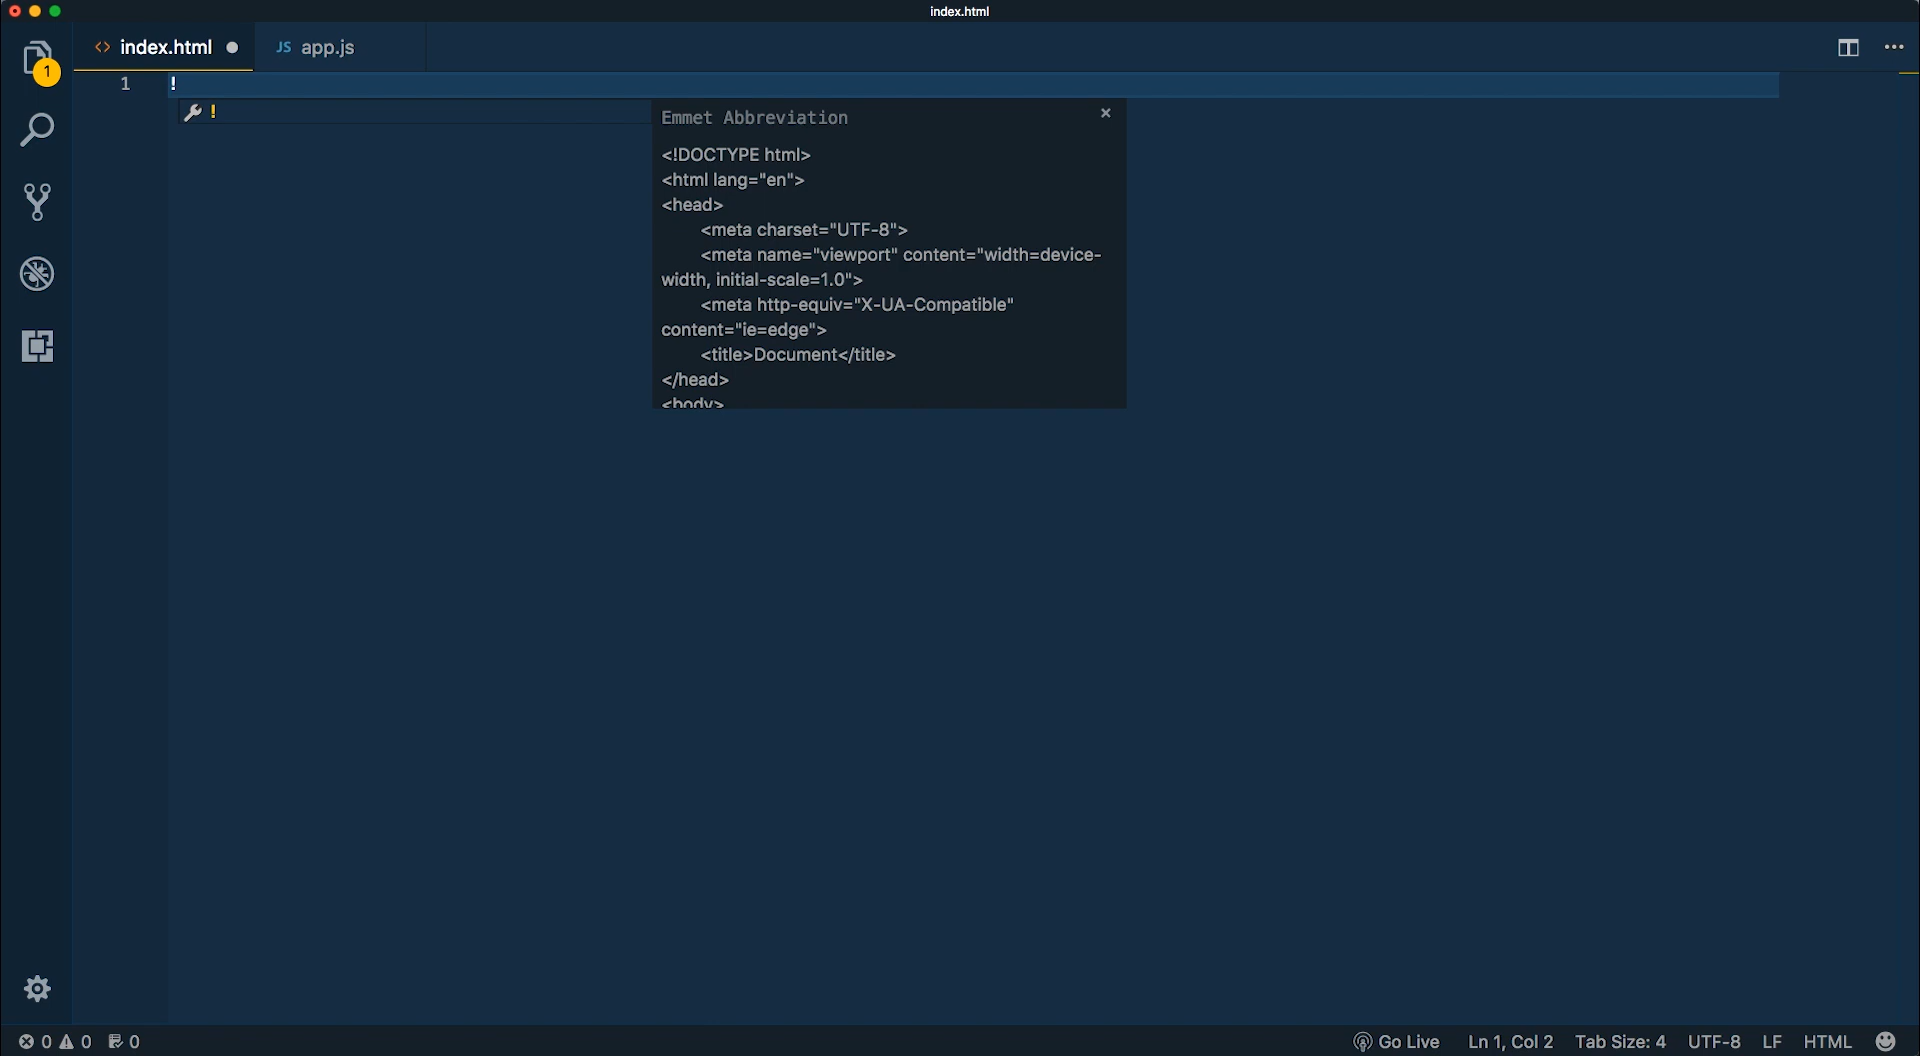 index.html
<> index.html
JS app.js
1
1 !
!
Emmet Abbreviation ×
<!DOCTYPE html>
<html lang="en">
<head>
<meta charset="UTF-8">
<meta name="viewport" content="width=device-
width, initial-scale=1.0">
<meta http-equiv="X-UA-Compatible"
content="ie=edge">
<title>Document</title>
</head>
<body>
0 0 0 Go Live Ln 1, Col 2 Tab Size: 4 UTF-8 LF HTML